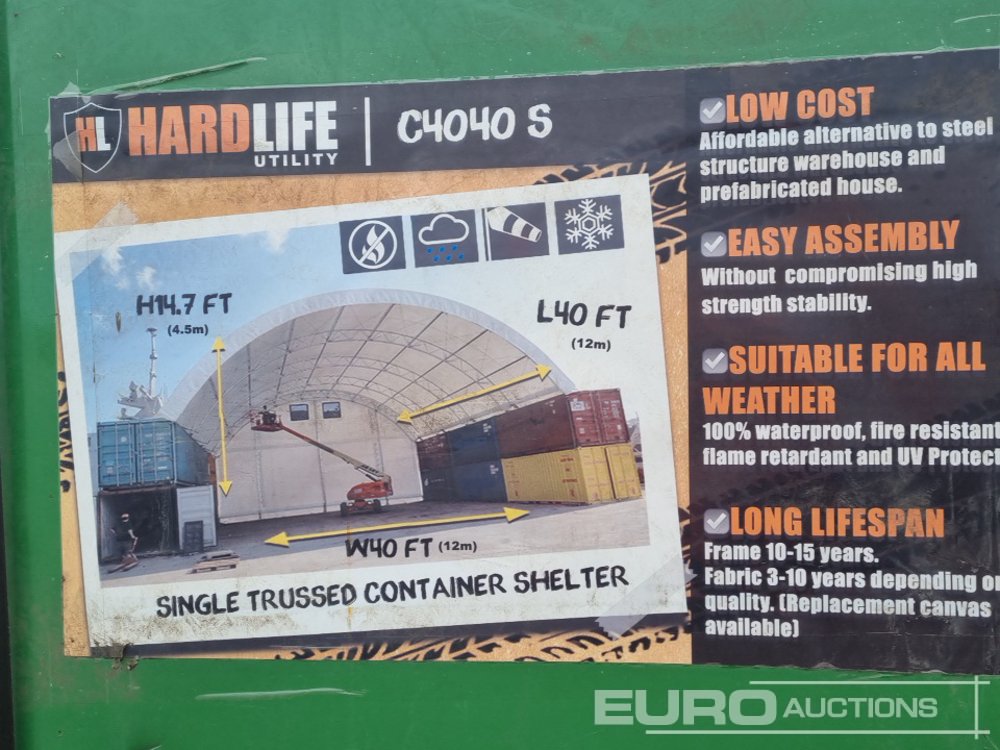 HL HARDLIFE UTILITY | C4040 S
H14.7 FT
(4.5m)
L40 FT
(12m)
W40 FT (12m)
SINGLE TRUSSED CONTAINER SHELTER
LOW COST
Affordable alternative to steel
structure warehouse and
prefabricated house.
EASY ASSEMBLY
Without compromising high
strength stability.
SUITABLE FOR ALL
WEATHER
100% waterproof, fire resistant
flame retardant and UV Protect
LONG LIFESPAN
Frame 10-15 years.
Fabric 3-10 years depending on
quality. (Replacement canvas
available)
EURO AUCTIONS